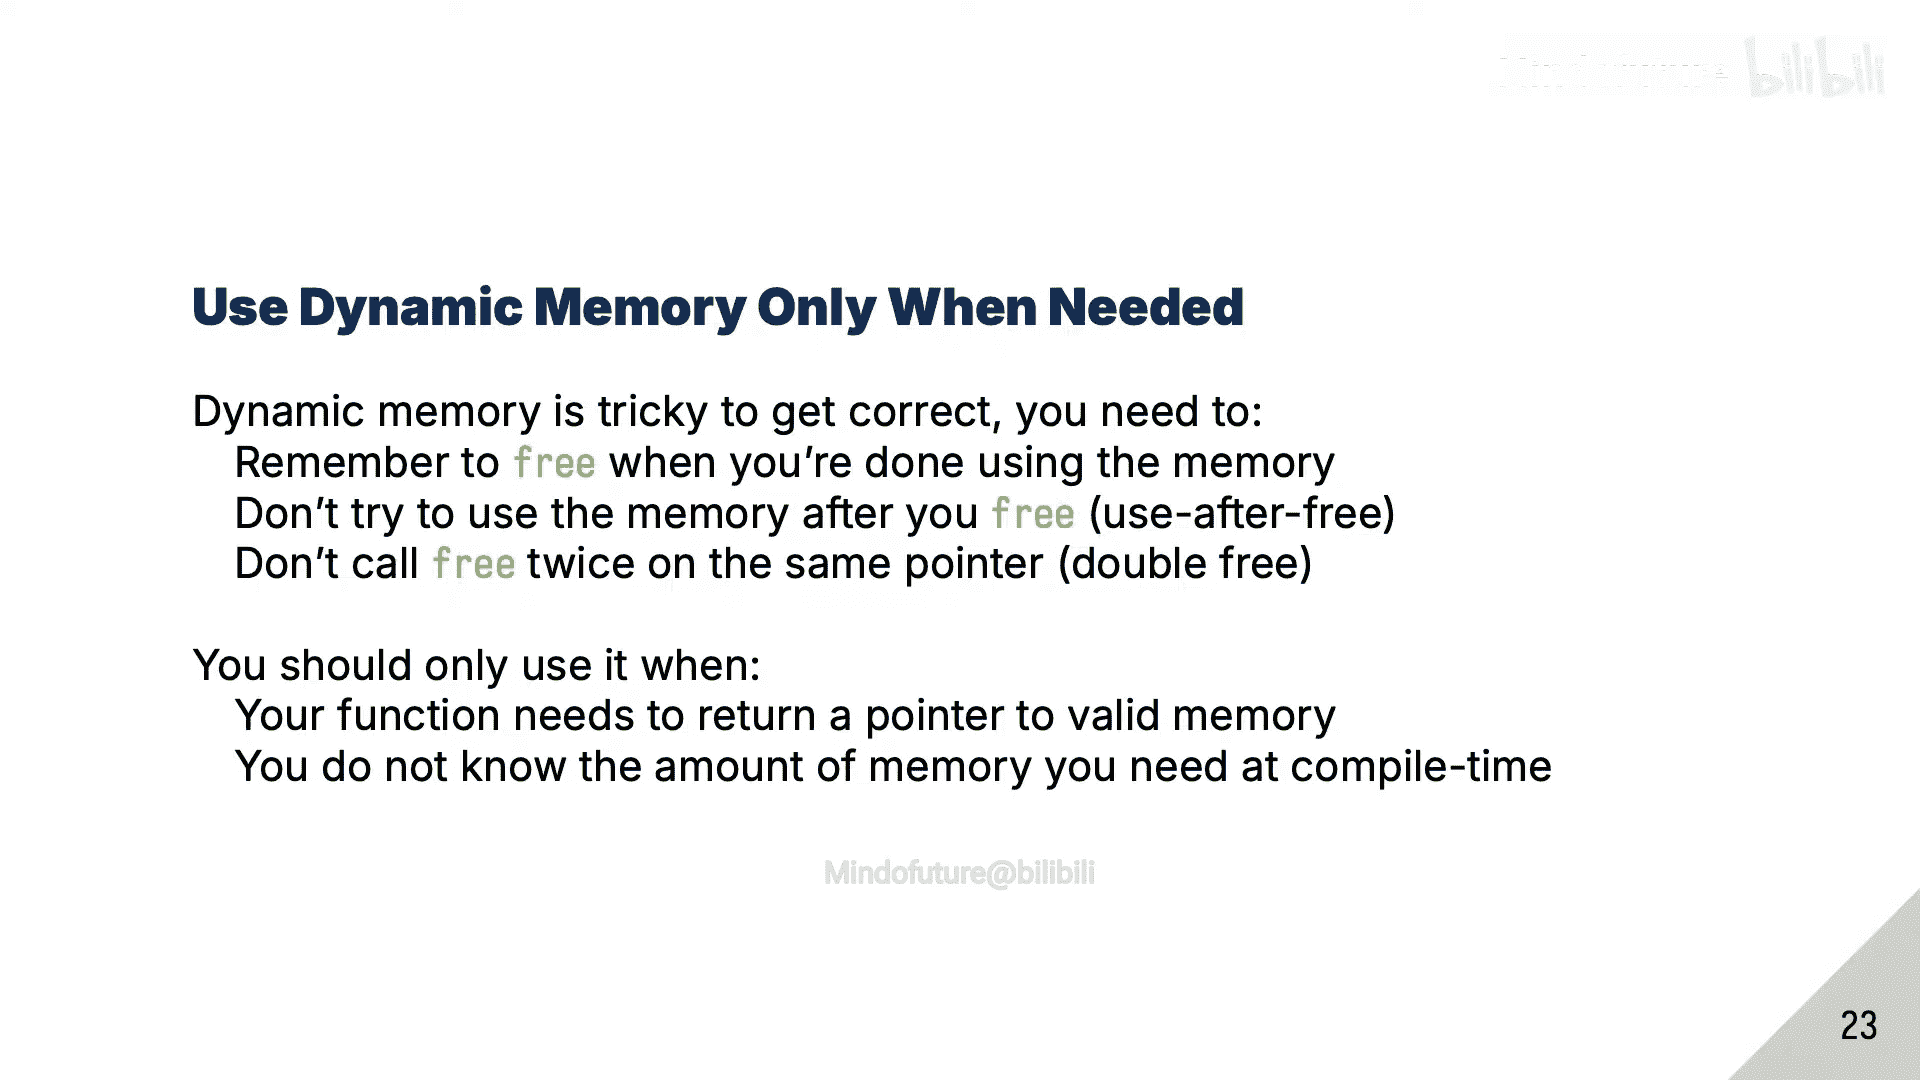 bilibili
Use Dynamic Memory Only When Needed
Dynamic memory is tricky to get correct, you need to:
Remember to free when you’re done using the memory
Don’t try to use the memory after you free (use-after-free)
Don’t call free twice on the same pointer (double free)
You should only use it when:
Your function needs to return a pointer to valid memory
You do not know the amount of memory you need at compile-time
Mindofuture@bilibili
23